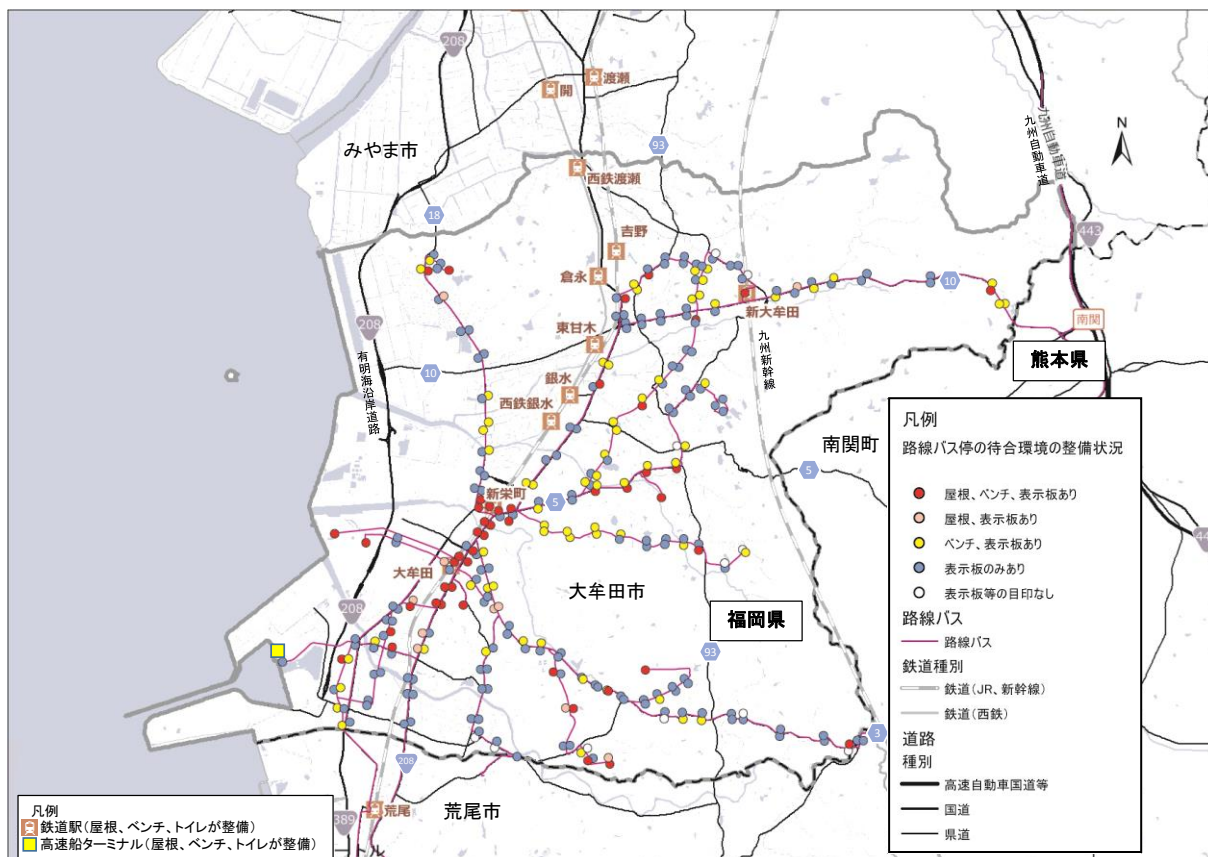 208
渡瀬
開
九州自動車道
九州自動車道
N
みやま市
93
西鉄渡瀬
18
443
吉野
倉永
10
新大牟田
208
東甘木
南関
熊本県
有明海沿岸道路
九州新幹線
10
銀水
西鉄銀水
南関町
5
新栄町
5
大牟田
大牟田市
福岡県
208
93
3
208
荒尾
荒尾市
389
凡例
路線バス停の待合環境の整備状況
屋根、ベンチ、表示板あり
屋根、表示板あり
ベンチ、表示板あり
表示板のみあり
表示板等の目印なし
路線バス
路線バス
鉄道種別
鉄道(JR、新幹線)
鉄道(西鉄)
道路
種別
高速自動車国道等
国道
県道
凡例
鉄道駅(屋根、ベンチ、トイレが整備)
高速船ターミナル(屋根、ベンチ、トイレが整備)